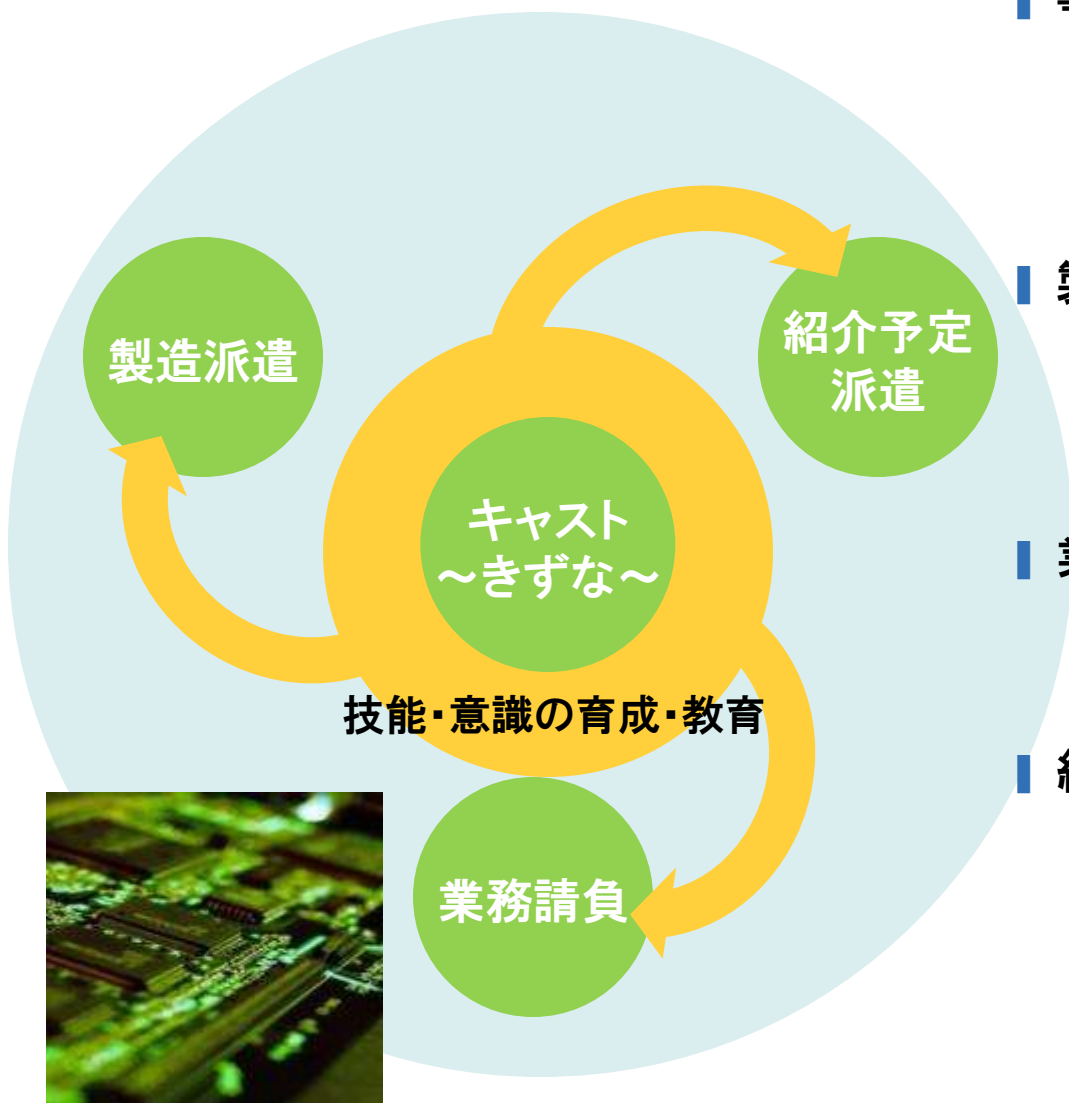 製造派遣
紹介予定
派遣
キャスト
～きずな～
技能・意識の育成・教育
業務請負